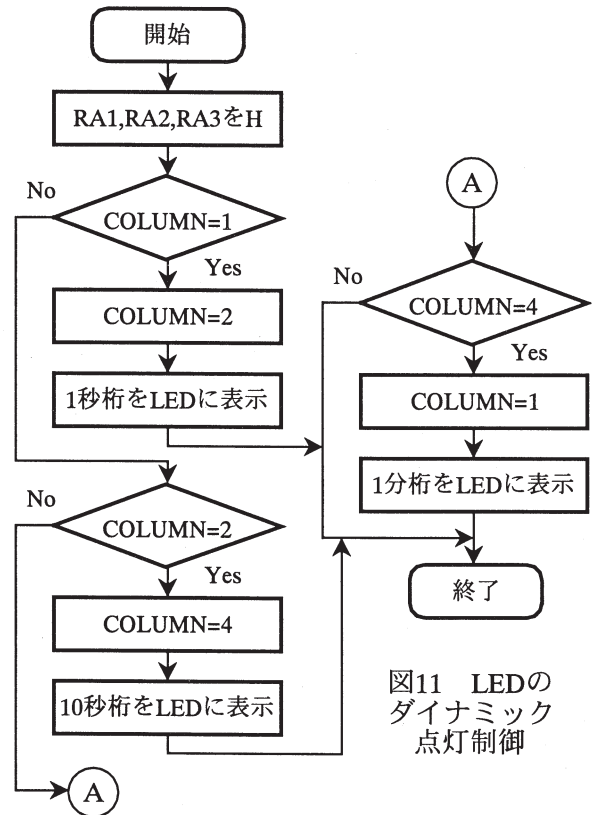 開始
RA1,RA2,RA3をH
No
COLUMN=1
Yes
COLUMN=2
1秒桁をLEDに表示
No
COLUMN=2
Yes
COLUMN=4
10秒桁をLEDに表示
A
A
No
COLUMN=4
Yes
COLUMN=1
1分桁をLEDに表示
終了
図11 LEDの
ダイナミック
点灯制御